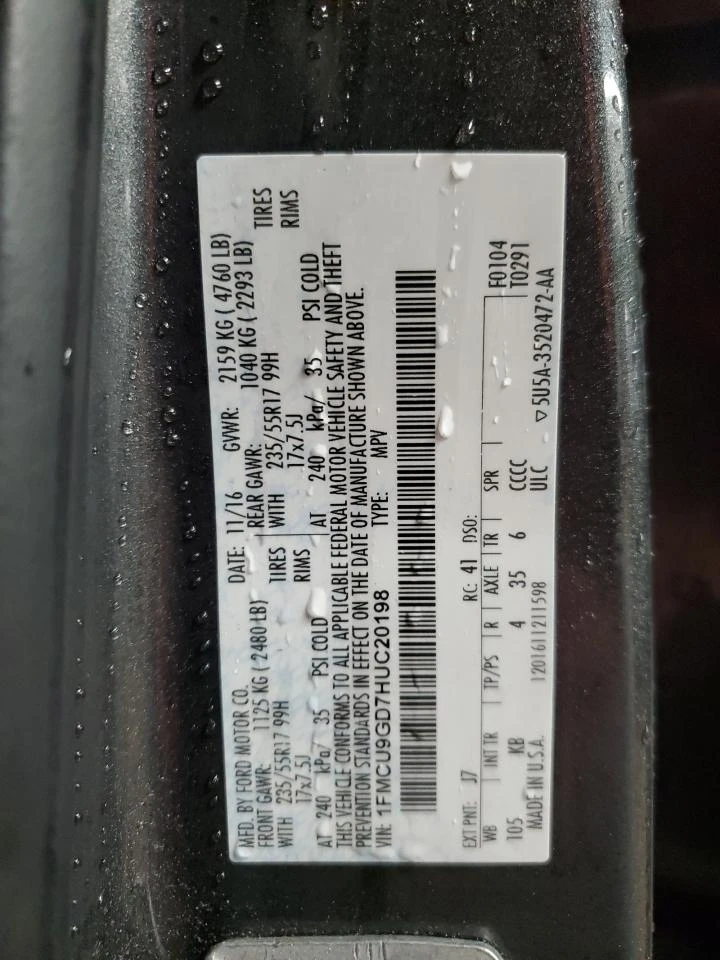 MFD. BY FORD MOTOR CO.
DATE: 11/16 GVWR: 2159 KG ( 4760 LB)
FRONT GAWR: 1125 KG ( 2480 LB) REAR GAWR: 1040 KG ( 2293 LB)
WITH 235/55R17 99H TIRES WITH 235/55R17 99H TIRES
17x7.5J RIMS 17x7.5J RIMS
AT 240 kPa/ 35 PSI COLD AT 240 kPa/ 35 PSI COLD
THIS VEHICLE CONFORMS TO ALL APPLICABLE FEDERAL MOTOR VEHICLE SAFETY AND THEFT
PREVENTION STANDARDS IN EFFECT ON THE DATE OF MANUFACTURE SHOWN ABOVE.
VIN: 1FMCU9GD7HUC20198 TYPE: MPV
EXT PNT: J7 RC: 41 DSO:
WB INT TR TP/PS R AXLE TR SPR F0104
105 KB 4 35 6 CCCC T0291
MADE IN U.S.A. 1201611211598 ULC ▽5U5A-3520472-AA